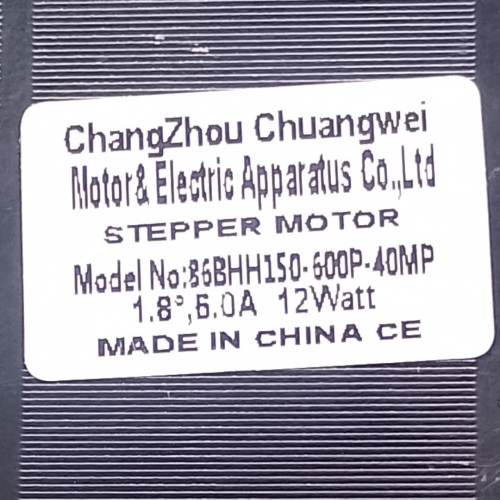 ChangZhou Chuangwei
Motor& Electric Apparatus Co.,Ltd
STEPPER MOTOR
Model No:86BHH150-600P-40MP
1.8°,6.0A 12Watt
MADE IN CHINA CE